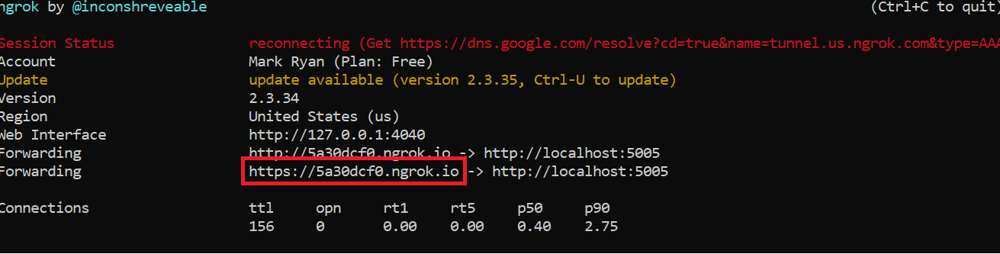 ngrok by @inconshreveable (Ctrl+C to quit)
Session Status reconnecting (Get https://dns.google.com/resolve?cd=true&name=tunnel.us.ngrok.com&type=AAA
Account Mark Ryan (Plan: Free)
Update update available (version 2.3.35, Ctrl-U to update)
Version 2.3.34
Region United States (us)
Web Interface http://127.0.0.1:4040
Forwarding http://5a30dcf0.ngrok.io -> http://localhost:5005
Forwarding https://5a30dcf0.ngrok.io -> http://localhost:5005
Connections ttl opn rt1 rt5 p50 p90
156 0 0.00 0.00 0.40 2.75